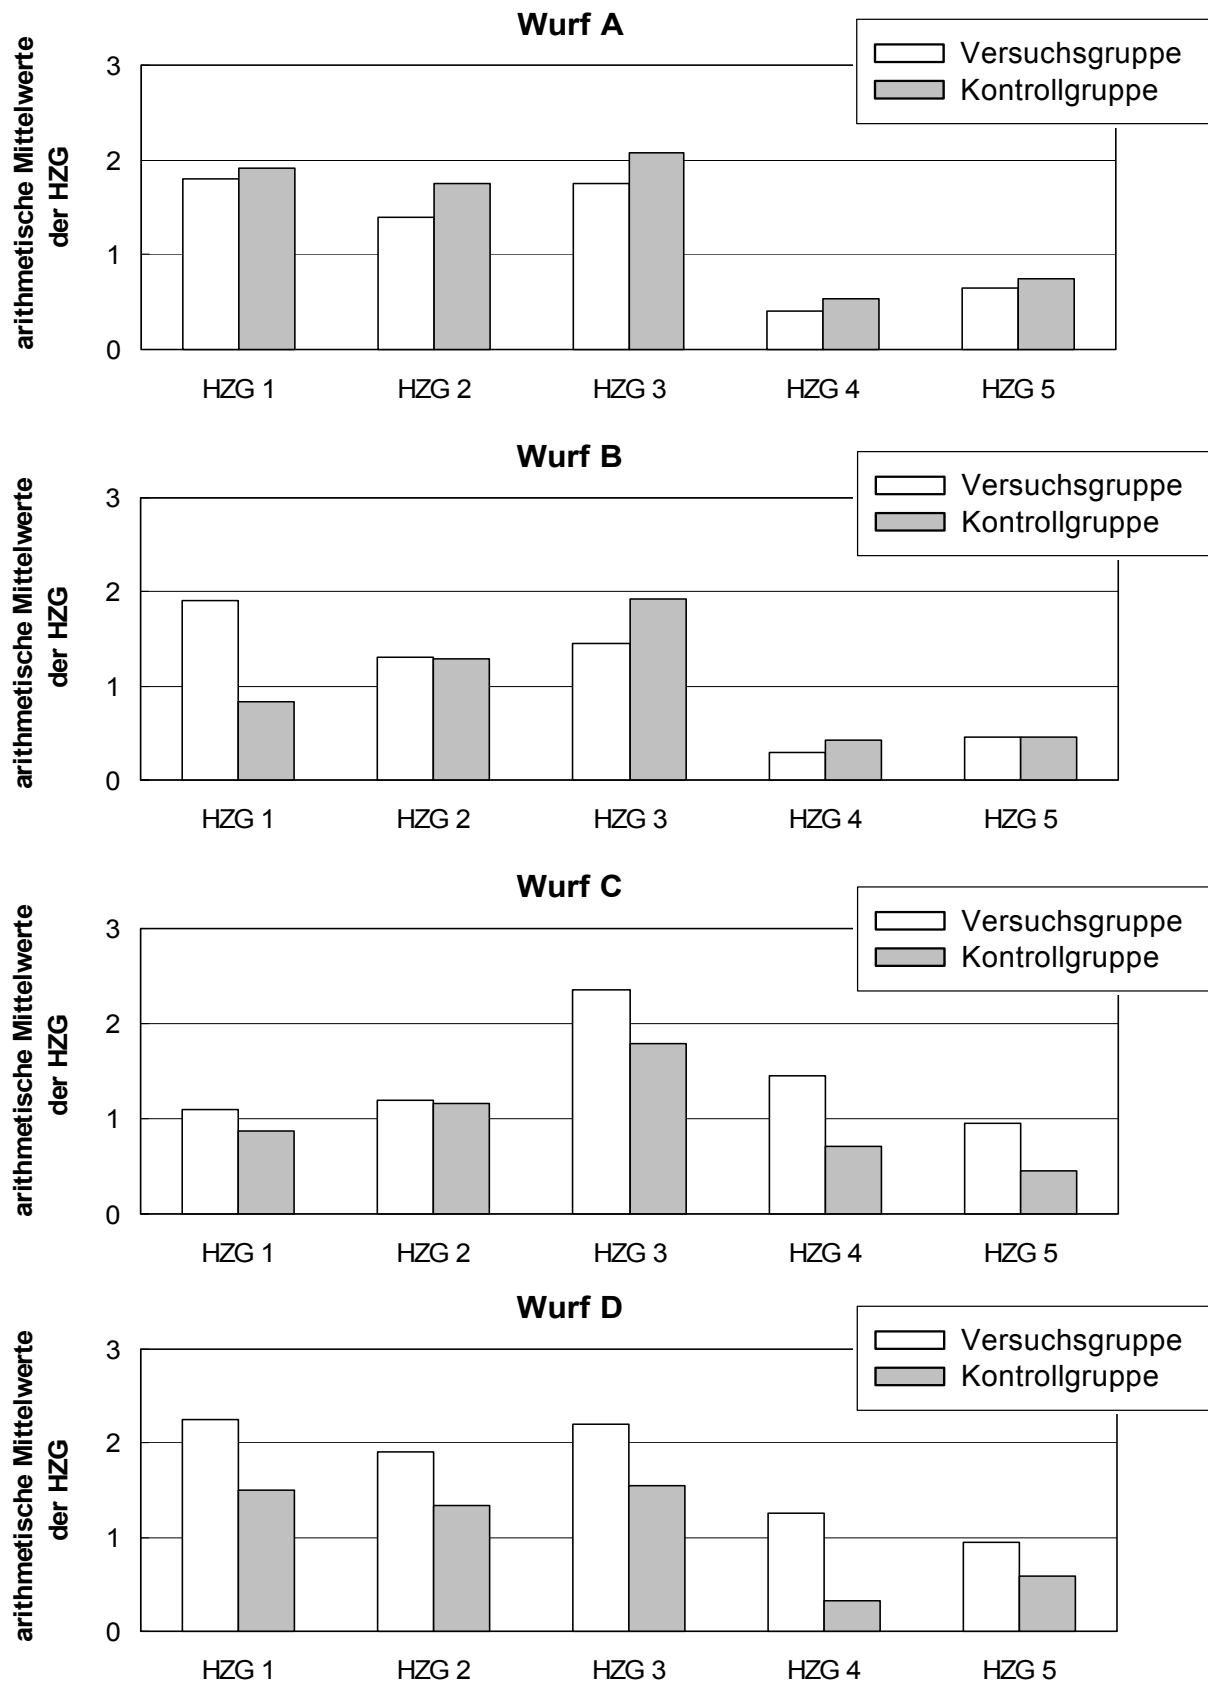 Wurf A
Versuchsgruppe
Kontrollgruppe
arithmetische Mittelwerte
der HZG
3
2
1
0
HZG 1 HZG 2 HZG 3 HZG 4 HZG 5
Wurf B
Versuchsgruppe
Kontrollgruppe
arithmetische Mittelwerte
der HZG
3
2
1
0
HZG 1 HZG 2 HZG 3 HZG 4 HZG 5
Wurf C
Versuchsgruppe
Kontrollgruppe
arithmetische Mittelwerte
der HZG
3
2
1
0
HZG 1 HZG 2 HZG 3 HZG 4 HZG 5
Wurf D
Versuchsgruppe
Kontrollgruppe
arithmetische Mittelwerte
der HZG
3
2
1
0
HZG 1 HZG 2 HZG 3 HZG 4 HZG 5